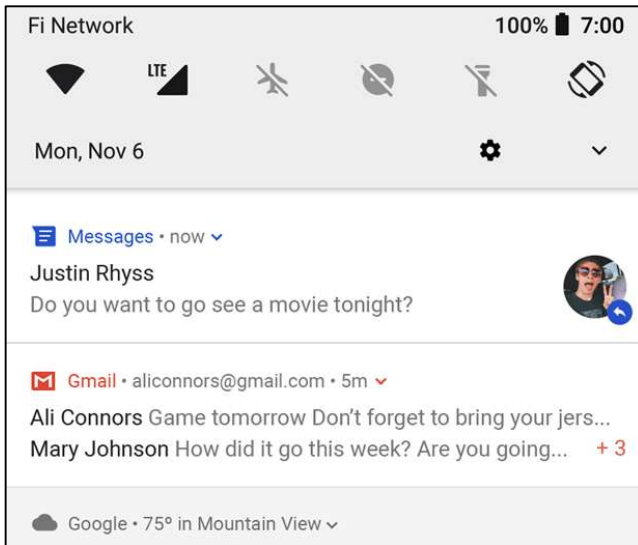 Fi Network 100% 7:00
LTE
Mon, Nov 6
Messages • now
Justin Rhyss
Do you want to go see a movie tonight?
Gmail • aliconnors@gmail.com • 5m
Ali Connors Game tomorrow Don’t forget to bring your jers...
Mary Johnson How did it go this week? Are you going... + 3
Google • 75º in Mountain View